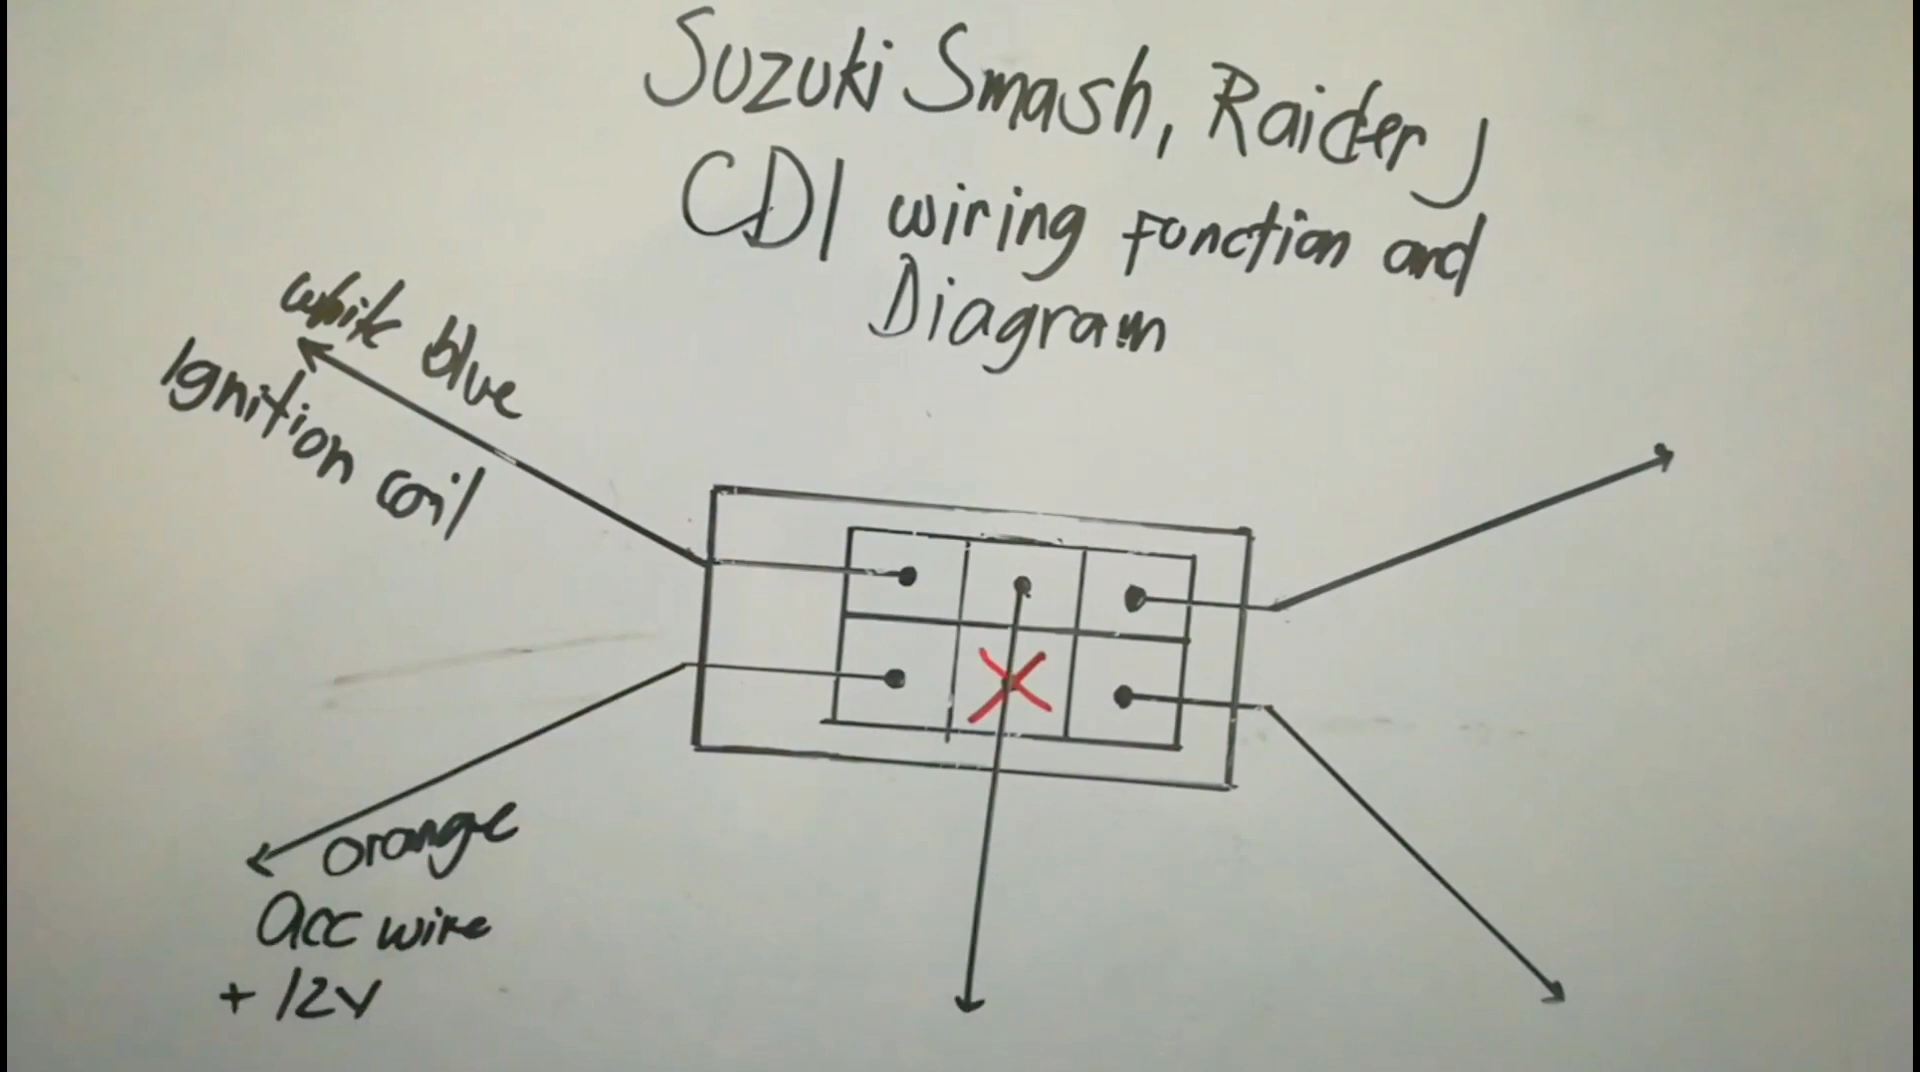 Suzuki Smash, Raider J
CDI wiring function and
Diagram
white blue
Ignition coil
orange
acc wire
+ 12v